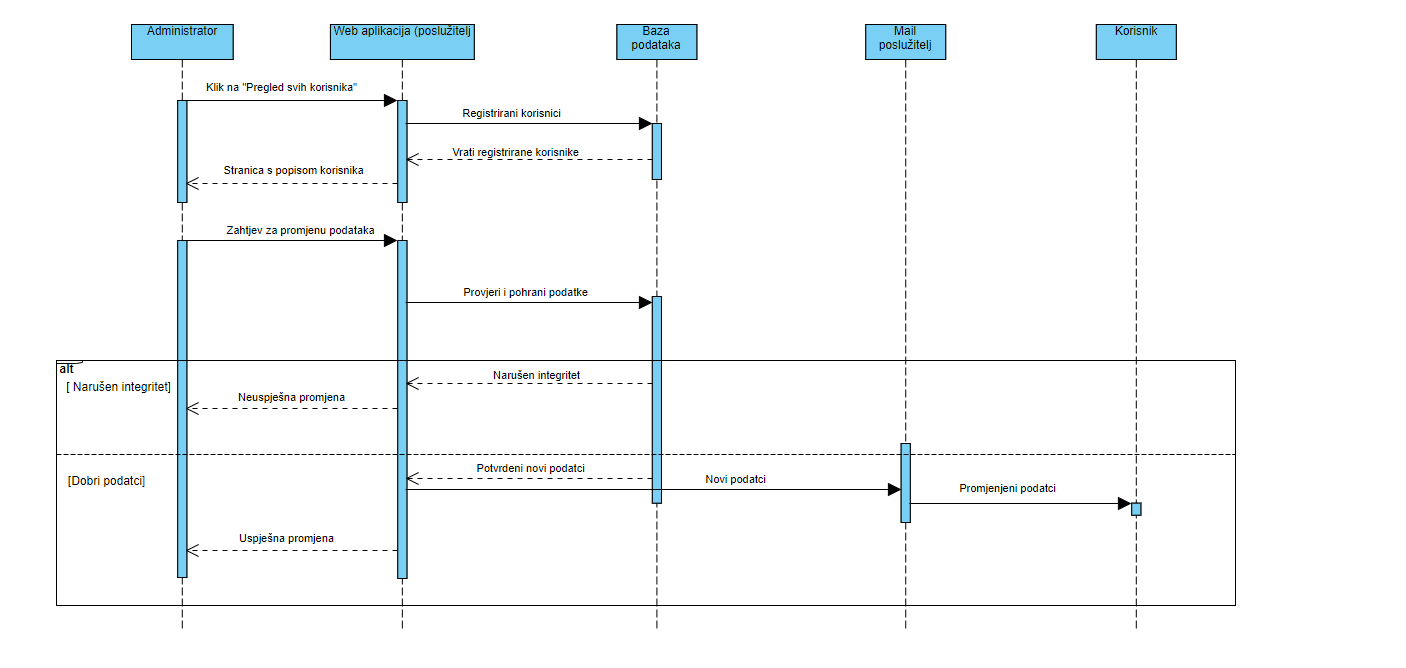 Administrator
Web aplikacija (poslužitelj
Baza
podataka
Mail
poslužitelj
Korisnik
Klik na "Pregled svih korisnika"
Registrirani korisnici
Vrati registrirane korisnike
Stranica s popisom korisnika
Zahtjev za promjenu podataka
Provjeri i pohrani podatke
alt
[ Narušen integritet]
Narušen integritet
Neuspješna promjena
[Dobri podatci]
Potvrdeni novi podatci
Novi podatci
Promjenjeni podatci
Uspješna promjena